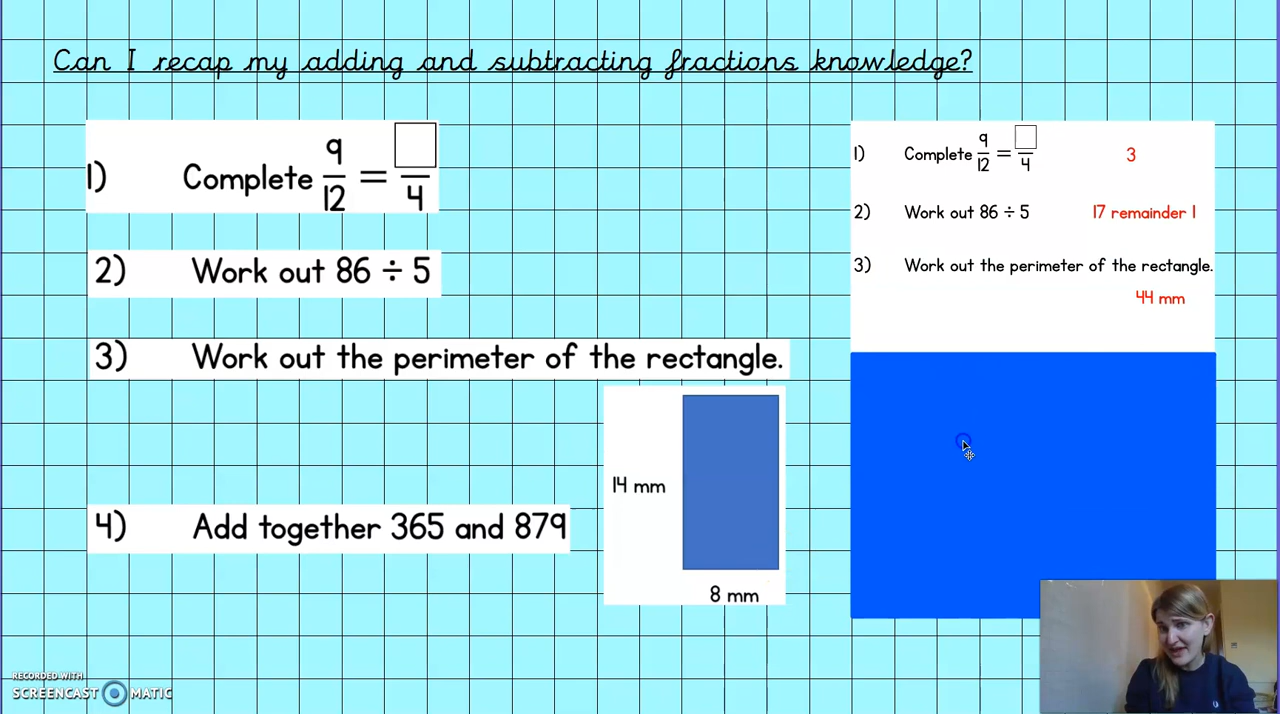 Can I recap my adding and subtracting fractions knowledge?
1) Complete 9/12 = □/4
2) Work out 86 ÷ 5
3) Work out the perimeter of the rectangle.
14 mm
8 mm
4) Add together 365 and 879
1) Complete 9/12 = □/4 3
2) Work out 86 ÷ 5 17 remainder 1
3) Work out the perimeter of the rectangle.
44 mm
RECORDED WITH
SCREENCAST MATIC